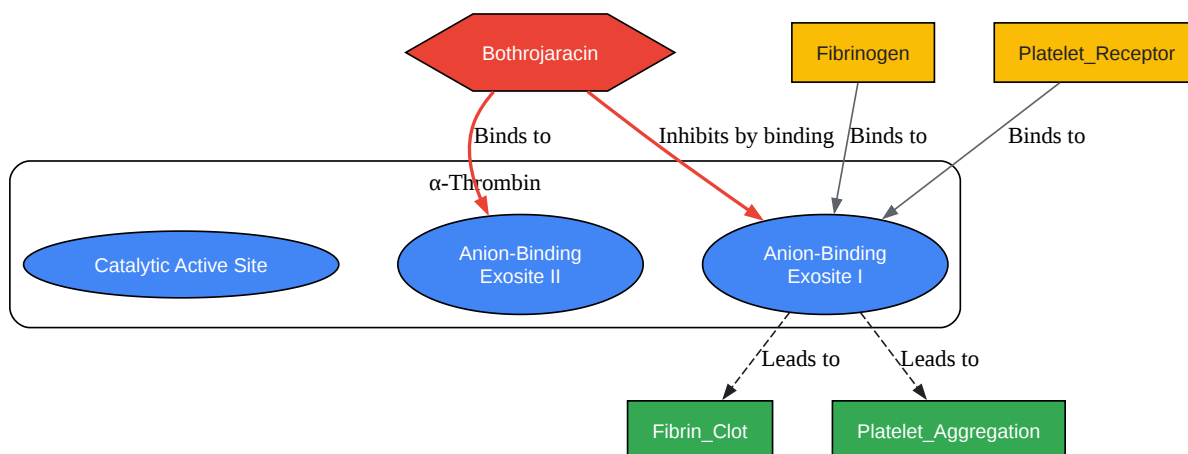 Bothrojaracin
Fibrinogen
Platelet_Receptor
Binds to
Inhibits by binding
Binds to
Binds to
α-Thrombin
Catalytic Active Site
Anion-Binding
Exosite II
Anion-Binding
Exosite I
Leads to
Leads to
Fibrin_Clot
Platelet_Aggregation